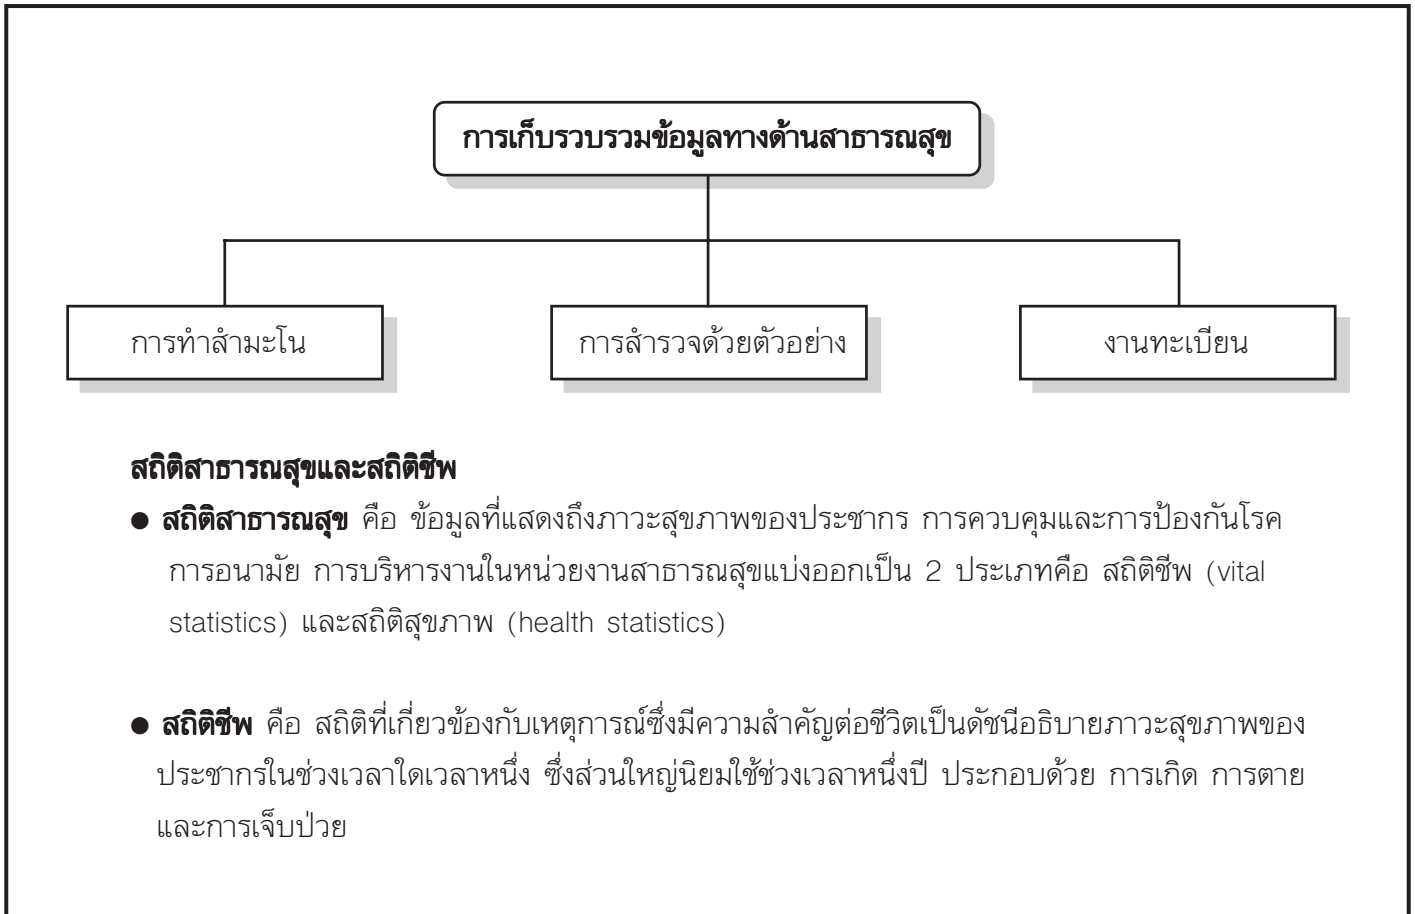 การเก็บรวบรวมข้อมูลทางด้านสาธารณสุข
การทำสำมะโน
การสำรวจด้วยตัวอย่าง
งานทะเบียน
สถิติสาธารณสุขและสถิติชีพ
● สถิติสาธารณสุข คือ ข้อมูลที่แสดงถึงภาวะสุขภาพของประชากร การควบคุมและการป้องกันโรค
การอนามัย การบริหารงานในหน่วยงานสาธารณสุขแบ่งออกเป็น 2 ประเภทคือ สถิติชีพ (vital
statistics) และสถิติสุขภาพ (health statistics)
● สถิติชีพ คือ สถิติที่เกี่ยวข้องกับเหตุการณ์ซึ่งมีความสำคัญต่อชีวิตเป็นดัชนีอธิบายภาวะสุขภาพของ
ประชากรในช่วงเวลาใดเวลาหนึ่ง ซึ่งส่วนใหญ่นิยมใช้ช่วงเวลาหนึ่งปี ประกอบด้วย การเกิด การตาย
และการเจ็บป่วย